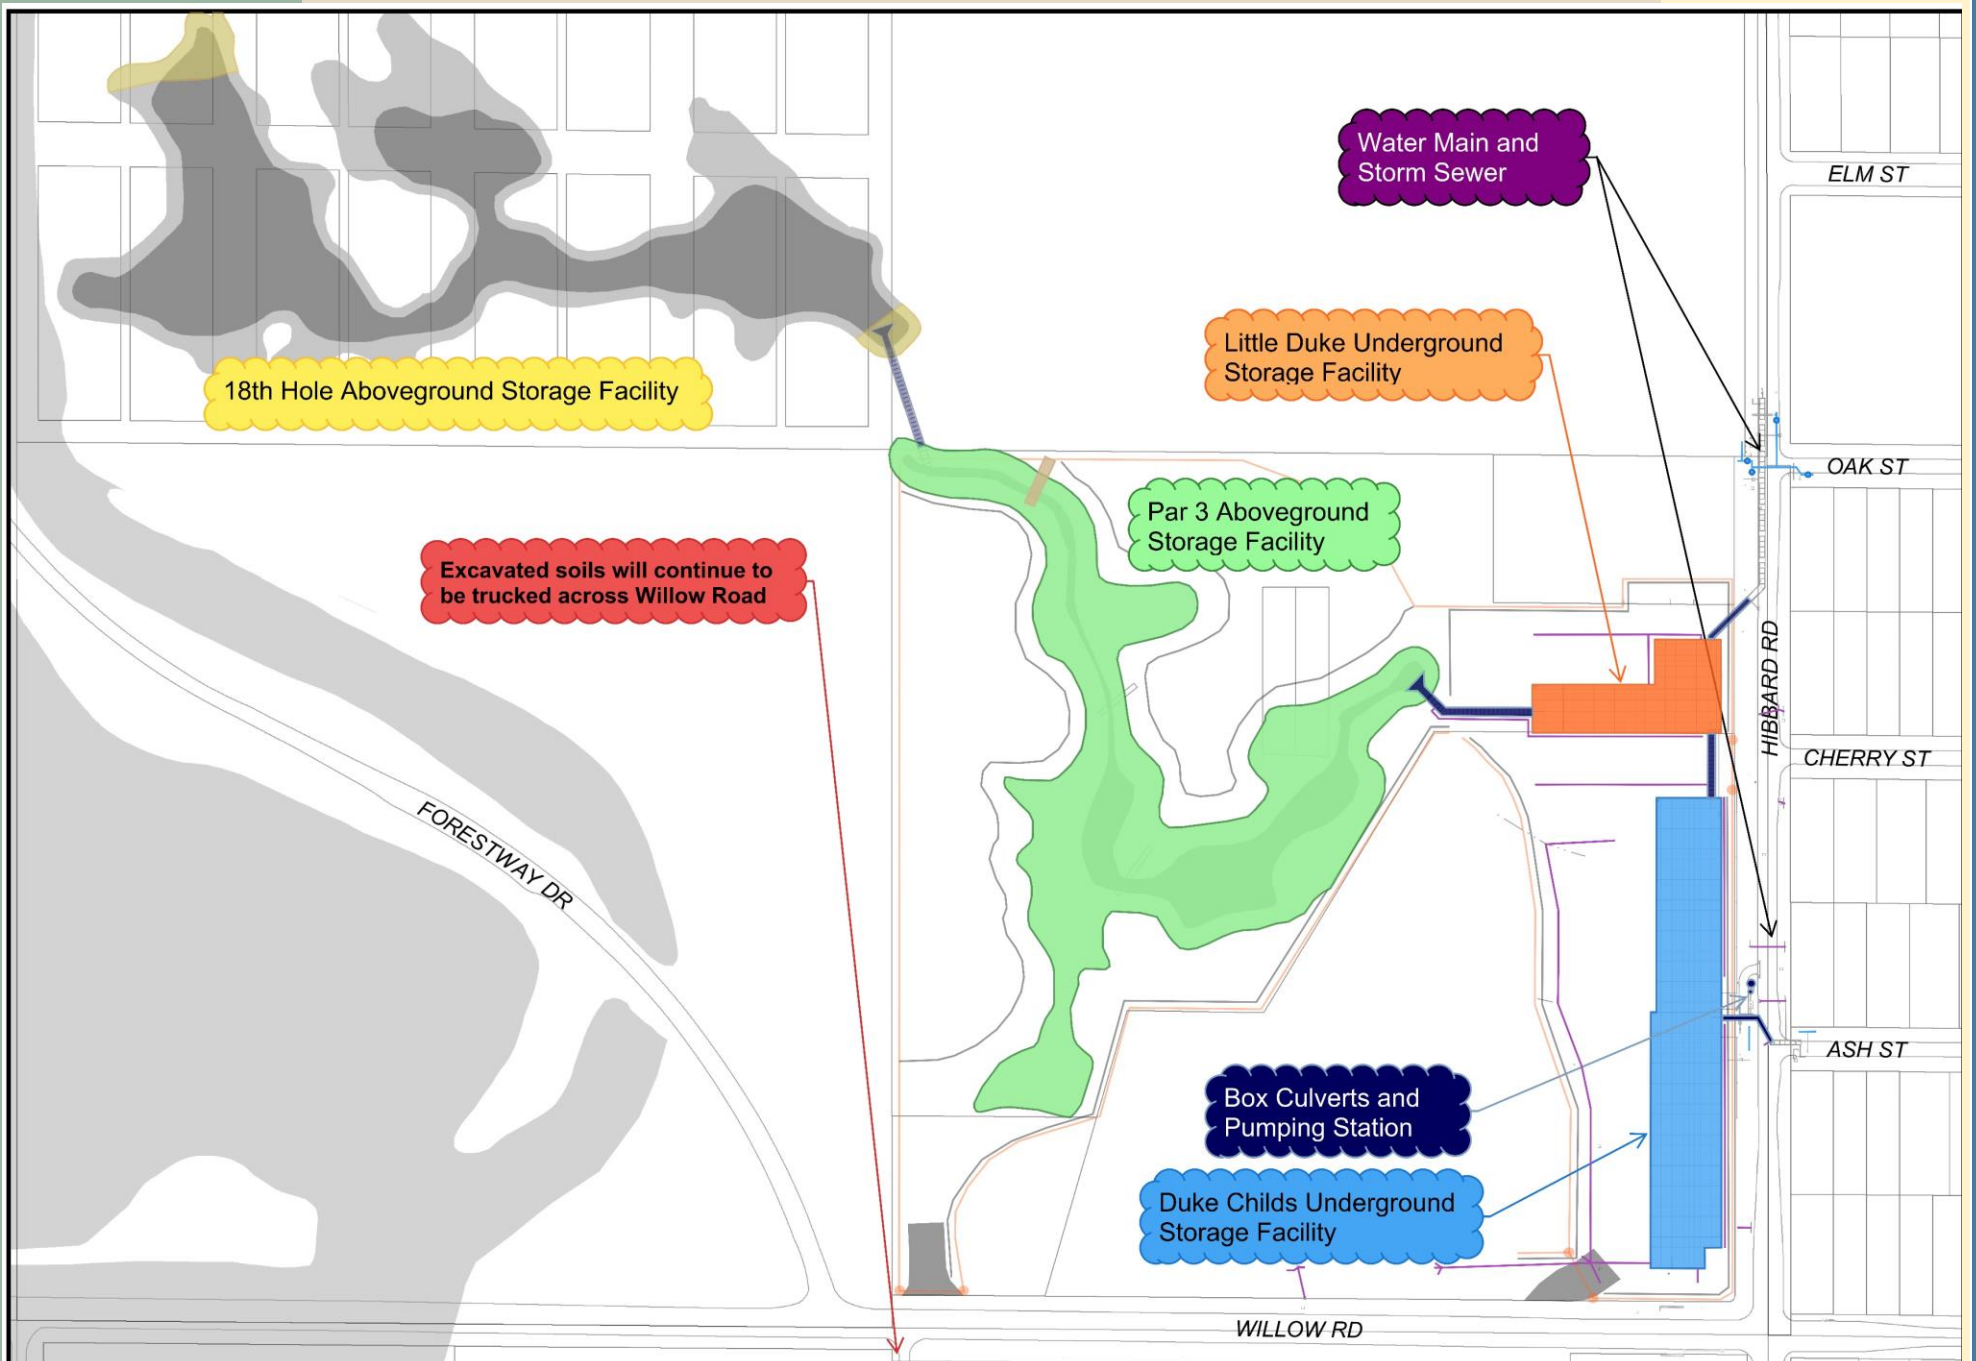 Water Main and
Storm Sewer
ELM ST
Little Duke Underground
Storage Facility
18th Hole Aboveground Storage Facility
OAK ST
Par 3 Aboveground
Storage Facility
Excavated soils will continue to
be trucked across Willow Road
HIBBARD RD
CHERRY ST
FORESTWAY DR
ASH ST
Box Culverts and
Pumping Station
Duke Childs Underground
Storage Facility
WILLOW RD